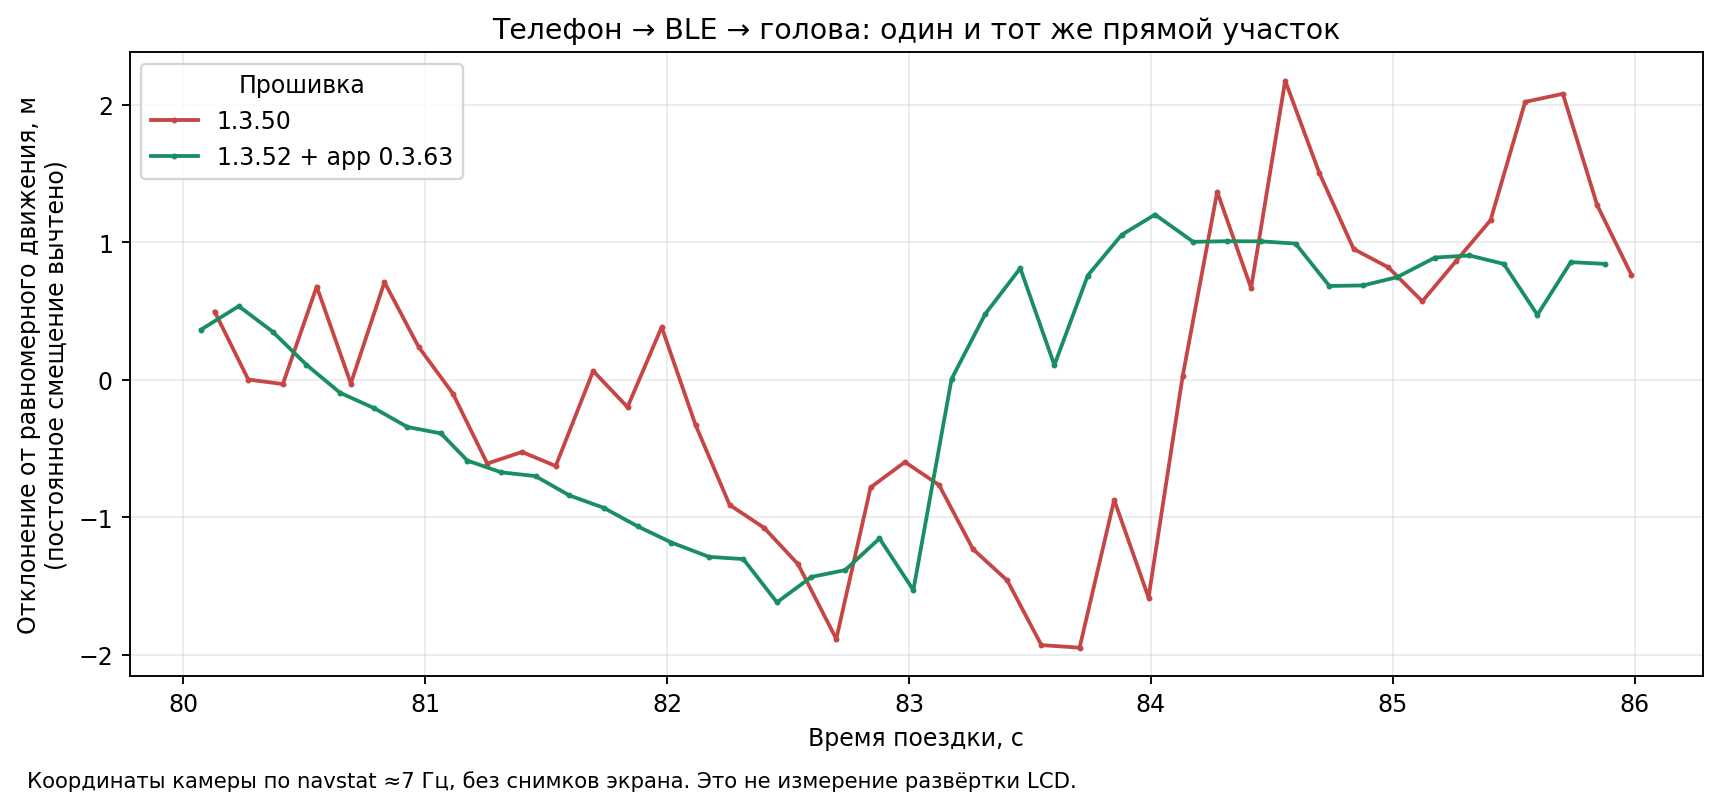 Телефон → BLE → голова: один и тот же прямой участок
Отклонение от равномерного движения, м
(постоянное смещение вычтено)
Прошивка
1.3.50
1.3.52 + app 0.3.63
2
1
0
−1
−2
80 81 82 83 84 85 86
Время поездки, с
Координаты камеры по navstat ≈7 Гц, без снимков экрана. Это не измерение развёртки LCD.